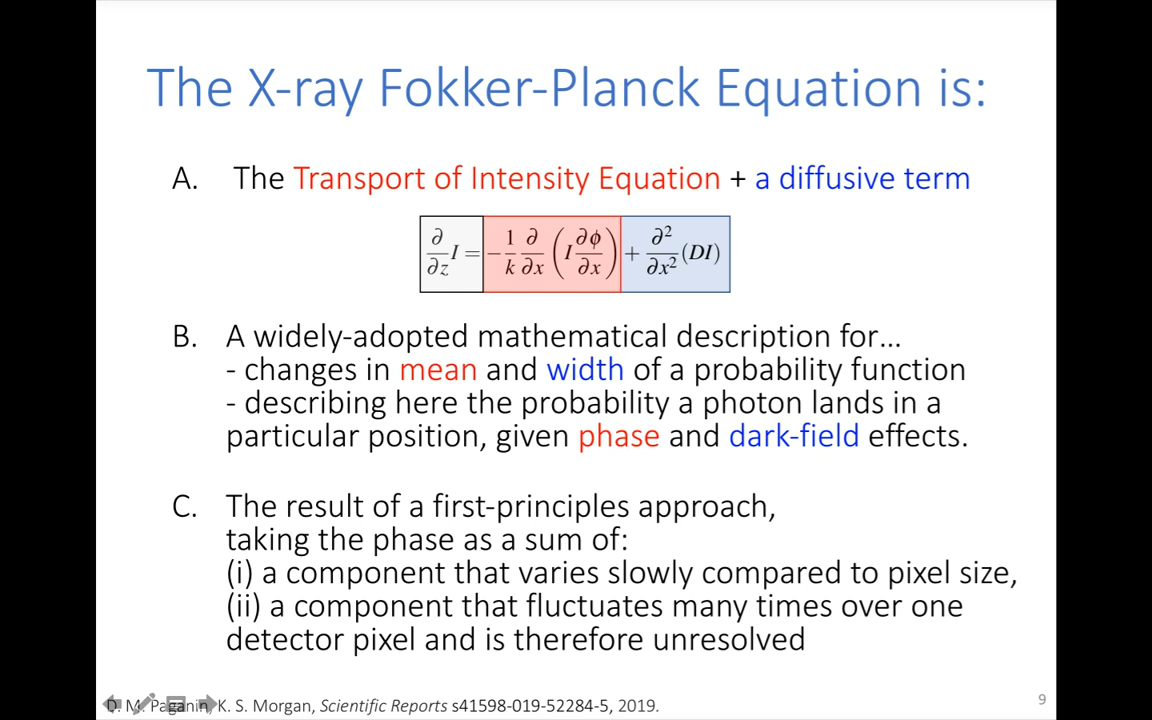 The X-ray Fokker-Planck Equation is:
A. The Transport of Intensity Equation + a diffusive term
∂/∂z I = −1/k ∂/∂x (I ∂ϕ/∂x) + ∂²/∂x² (DI)
B. A widely-adopted mathematical description for…
- changes in mean and width of a probability function
- describing here the probability a photon lands in a
particular position, given phase and dark-field effects.
C. The result of a first-principles approach,
taking the phase as a sum of:
(i) a component that varies slowly compared to pixel size,
(ii) a component that fluctuates many times over one
detector pixel and is therefore unresolved
D. M. Paganin, K. S. Morgan, Scientific Reports s41598-019-52284-5, 2019.
9